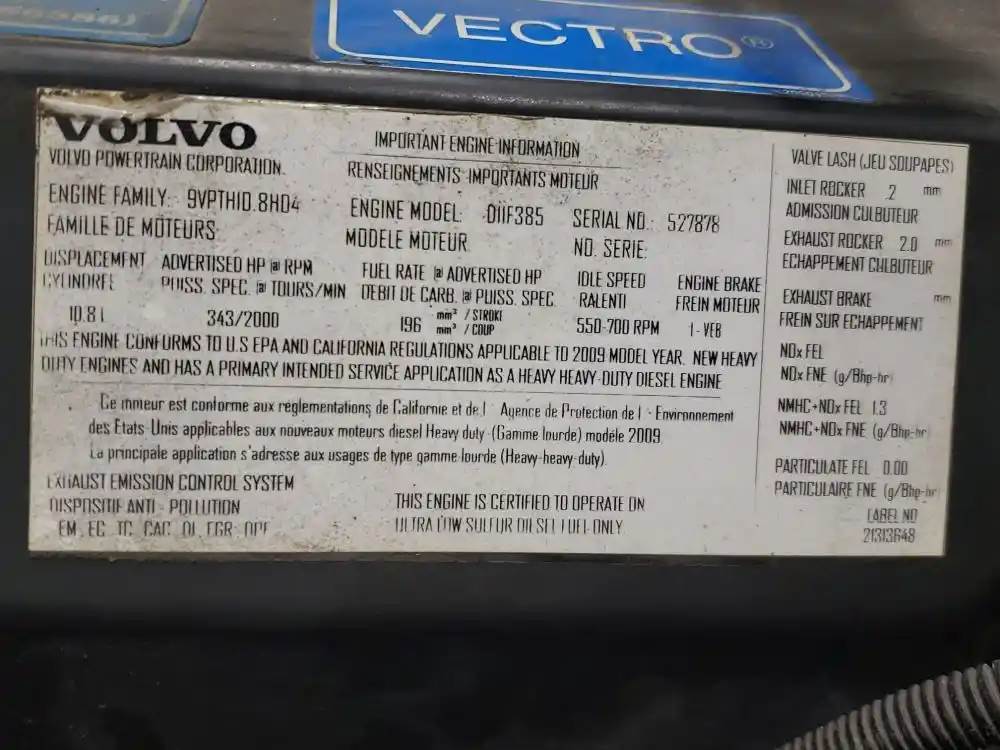 6386)
VECTRO®
VOLVO
VOLVO POWERTRAIN CORPORATION.
IMPORTANT ENGINE INFORMATION
RENSEIGNEMENTS IMPORTANTS MOTEUR
ENGINE FAMILY: 9VPTH10.8H04
FAMILLE DE MOTEURS:
ENGINE MODEL: D11F385
MODELE MOTEUR
SERIAL NO.: 527878
NO. SERIE:
DISPLACEMENT
CYLINDREE
10.8 l
ADVERTISED HP @ RPM
PUISS. SPEC. @ TOURS/MIN
343/2000
FUEL RATE @ ADVERTISED HP
DEBIT DE CARB. @ PUISS. SPEC.
196 mm³ / STROKE
mm³ / COUP
IDLE SPEED
RALENTI
550-700 RPM
ENGINE BRAKE
FREIN MOTEUR
1-VEB
THIS ENGINE CONFORMS TO U.S EPA AND CALIFORNIA REGULATIONS APPLICABLE TO 2009 MODEL YEAR. NEW HEAVY
DUTY ENGINES AND HAS A PRIMARY INTENDED SERVICE APPLICATION AS A HEAVY HEAVY-DUTY DIESEL ENGINE
Ce moteur est conforme aux reglementations de Californie et de l' Agence de Protection de l' Environnement
des Etats-Unis applicables aux nouveaux moteurs diesel Heavy duty (Gamme lourde) modèle 2009.
La principale application s'adresse aux usages de type gamme-lourde (Heavy-heavy-duty).
EXHAUST EMISSION CONTROL SYSTEM
DISPOSITIF ANTI - POLLUTION
EM, EC, TC, CAC, DI, EGR, DPF
THIS ENGINE IS CERTIFIED TO OPERATE ON
ULTRA LOW SULFUR DIESEL FUEL ONLY
VALVE LASH (JEU SOUPAPES)
INLET ROCKER .2 mm
ADMISSION CULBUTEUR
EXHAUST ROCKER 2.0 mm
ECHAPPEMENT CULBUTEUR
EXHAUST BRAKE mm
FREIN SUR ECHAPPEMENT
NOx FEL
NOx FNE (g/Bhp-hr)
NMHC+NOx FEL 1.3
NMHC+NOx FNE (g/Bhp-hr)
PARTICULATE FEL 0.00
PARTICULAIRE FNE (g/Bhp-hr
LABEL NO
21313648